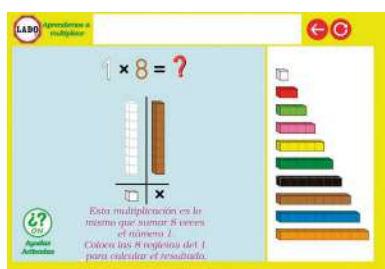 LADO
Aprendemos a
multiplicar
1 × 8 = ?
×
Esta multiplicación es lo
mismo que sumar 8 veces
el número 1.
Coloca las 8 regletas del 1
para calcular el resultado.
¿?
ON
Ayudas
Activadas